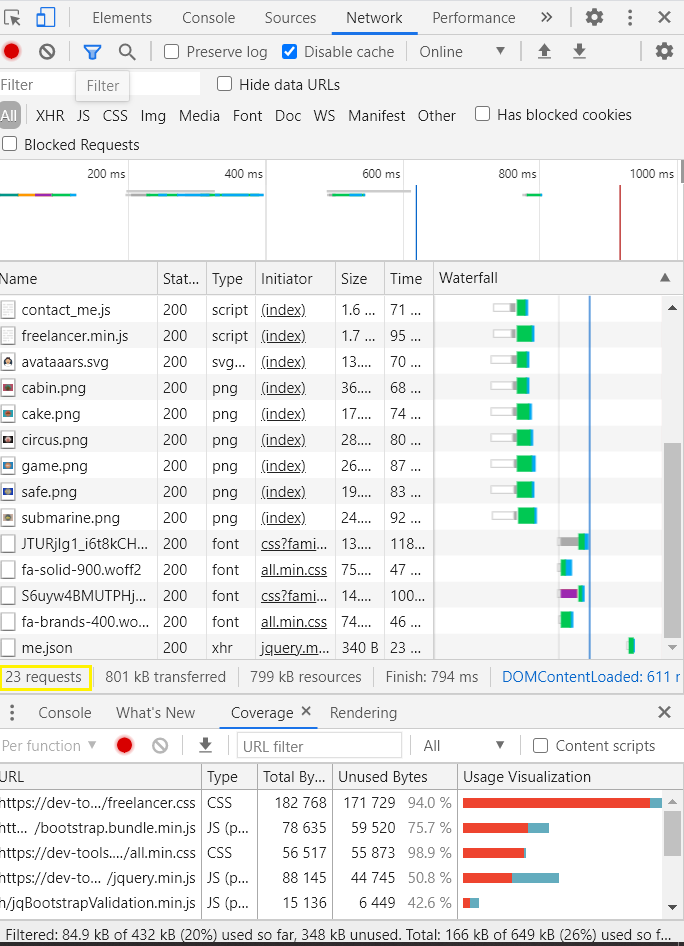 Elements Console Sources Network Performance »
Preserve log Disable cache Online ▼
Filter Filter Hide data URLs
All XHR JS CSS Img Media Font Doc WS Manifest Other Has blocked cookies
Blocked Requests
200 ms 400 ms 600 ms 800 ms 1000 ms
Name Stat... Type Initiator Size Time Waterfall ▲
contact_me.js 200 script (index) 1.6 ... 71 ...
freelancer.min.js 200 script (index) 1.7 ... 95 ...
avataaars.svg 200 svg... (index) 13.... 70 ...
cabin.png 200 png (index) 36.... 68 ...
cake.png 200 png (index) 17.... 74 ...
circus.png 200 png (index) 28.... 80 ...
game.png 200 png (index) 26.... 87 ...
safe.png 200 png (index) 19.... 83 ...
submarine.png 200 png (index) 24.... 92 ...
JTURjIg1_i6t8kCH... 200 font css?fami... 13.... 118...
fa-solid-900.woff2 200 font all.min.css 75.... 47 ...
S6uyw4BMUTPHj... 200 font css?fami... 14.... 100...
fa-brands-400.wo... 200 font all.min.css 74.... 46 ...
me.json 200 xhr jquery.m... 340 B 23 ...
23 requests 801 kB transferred 799 kB resources Finish: 794 ms DOMContentLoaded: 611 r
Console What's New Coverage × Rendering
Per function ▼ URL filter All ▼ Content scripts
URL Type Total By... Unused Bytes Usage Visualization
https://dev-to.../freelancer.css CSS 182 768 171 729 94.0 %
htt... /bootstrap.bundle.min.js JS (p... 78 635 59 520 75.7 %
https://dev-tools..../all.min.css CSS 56 517 55 873 98.9 %
https://dev-to... /jquery.min.js JS (p... 88 145 44 745 50.8 %
h/jqBootstrapValidation.min.js JS (p... 15 136 6 449 42.6 %
Filtered: 84.9 kB of 432 kB (20%) used so far, 348 kB unused. Total: 166 kB of 649 kB (26%) used so f...